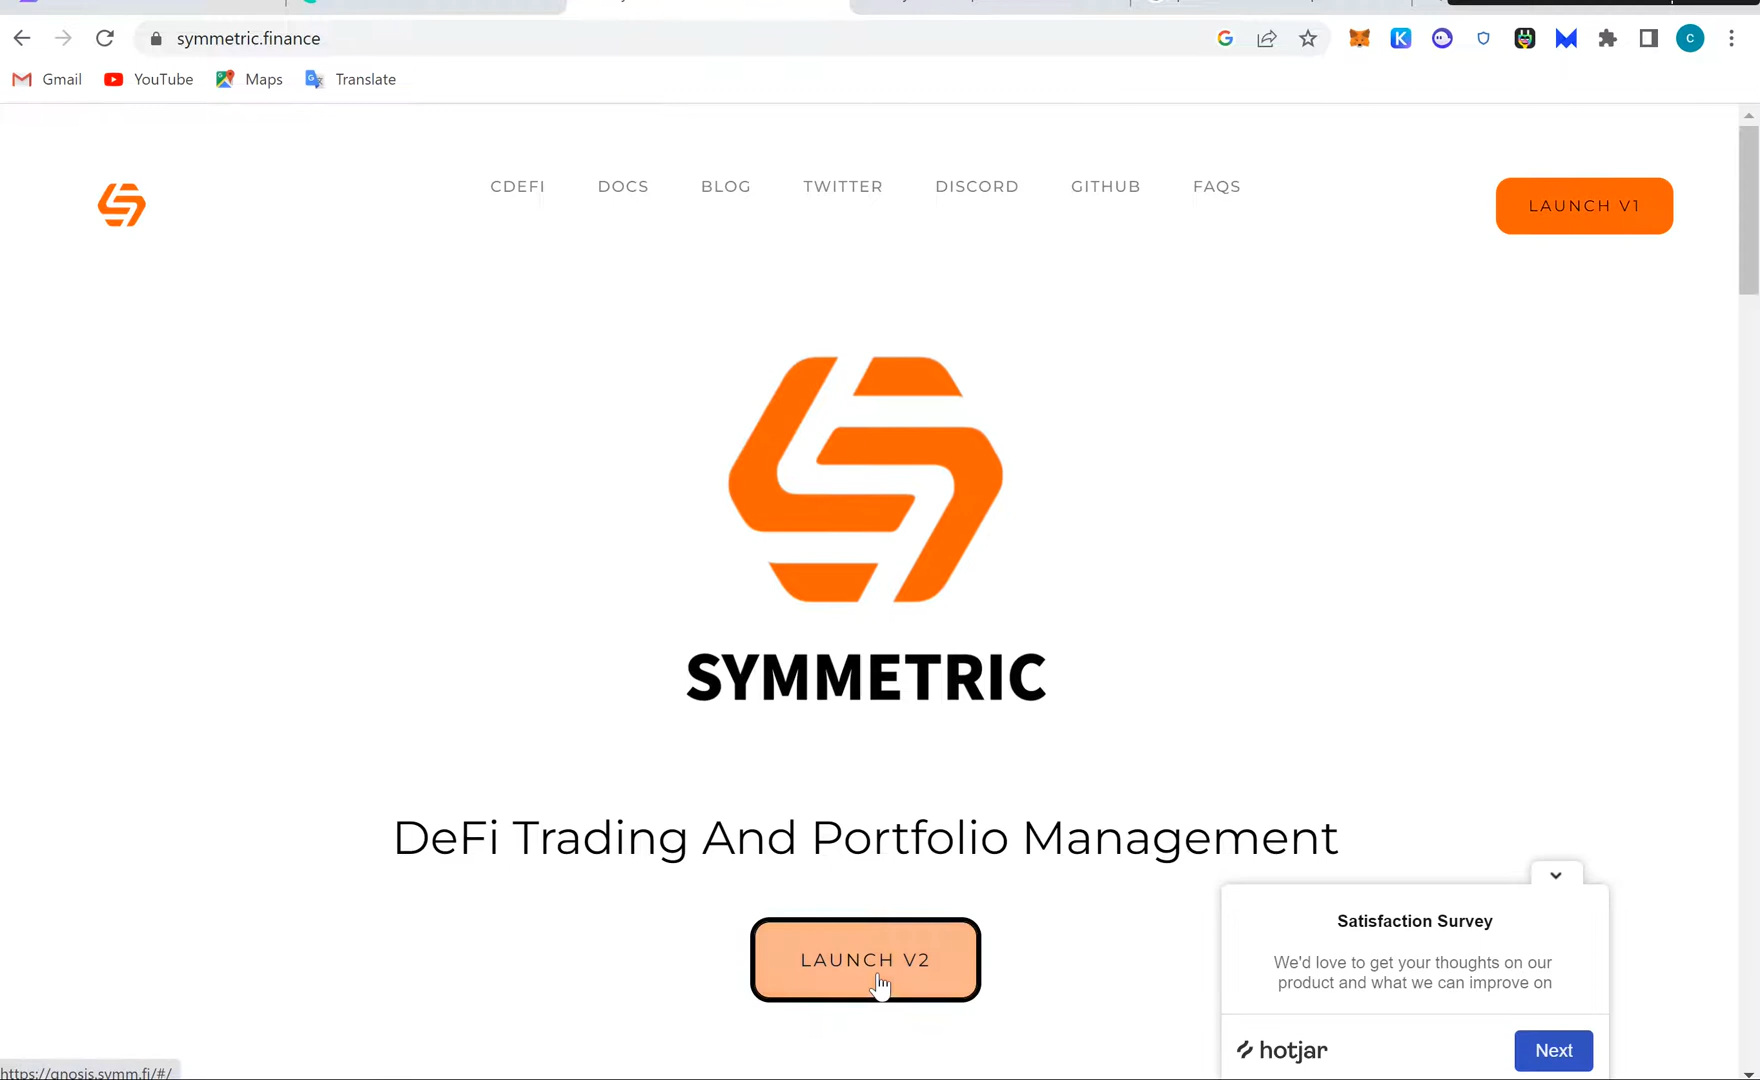 symmetric.finance
Gmail YouTube Maps Translate
CDEFI DOCS BLOG TWITTER DISCORD GITHUB FAQS
LAUNCH V1
SYMMETRIC
DeFi Trading And Portfolio Management
LAUNCH V2
Satisfaction Survey
We'd love to get your thoughts on our
product and what we can improve on
hotjar
Next
https://gnosis.symm.fi/#/